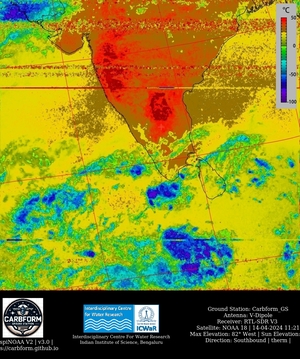 °C
50
0
-50
-100
Interdisciplinary Centre
For Water Research
ICWaR
CARBFORM
Interdisciplinary Centre For Water Research
Indian Institute of Science, Bengaluru
spiNOAA V2 | v3.0 |
s://carbform.github.io
Ground Station: Carbform_GS
Antenna: V-Dipole
Receiver: RTL-SDR V3
Satellite: NOAA 18 | 14-04-2024 11:21
Max Elevation: 82° West | Sun Elevation:
Direction: Southbound | therm |